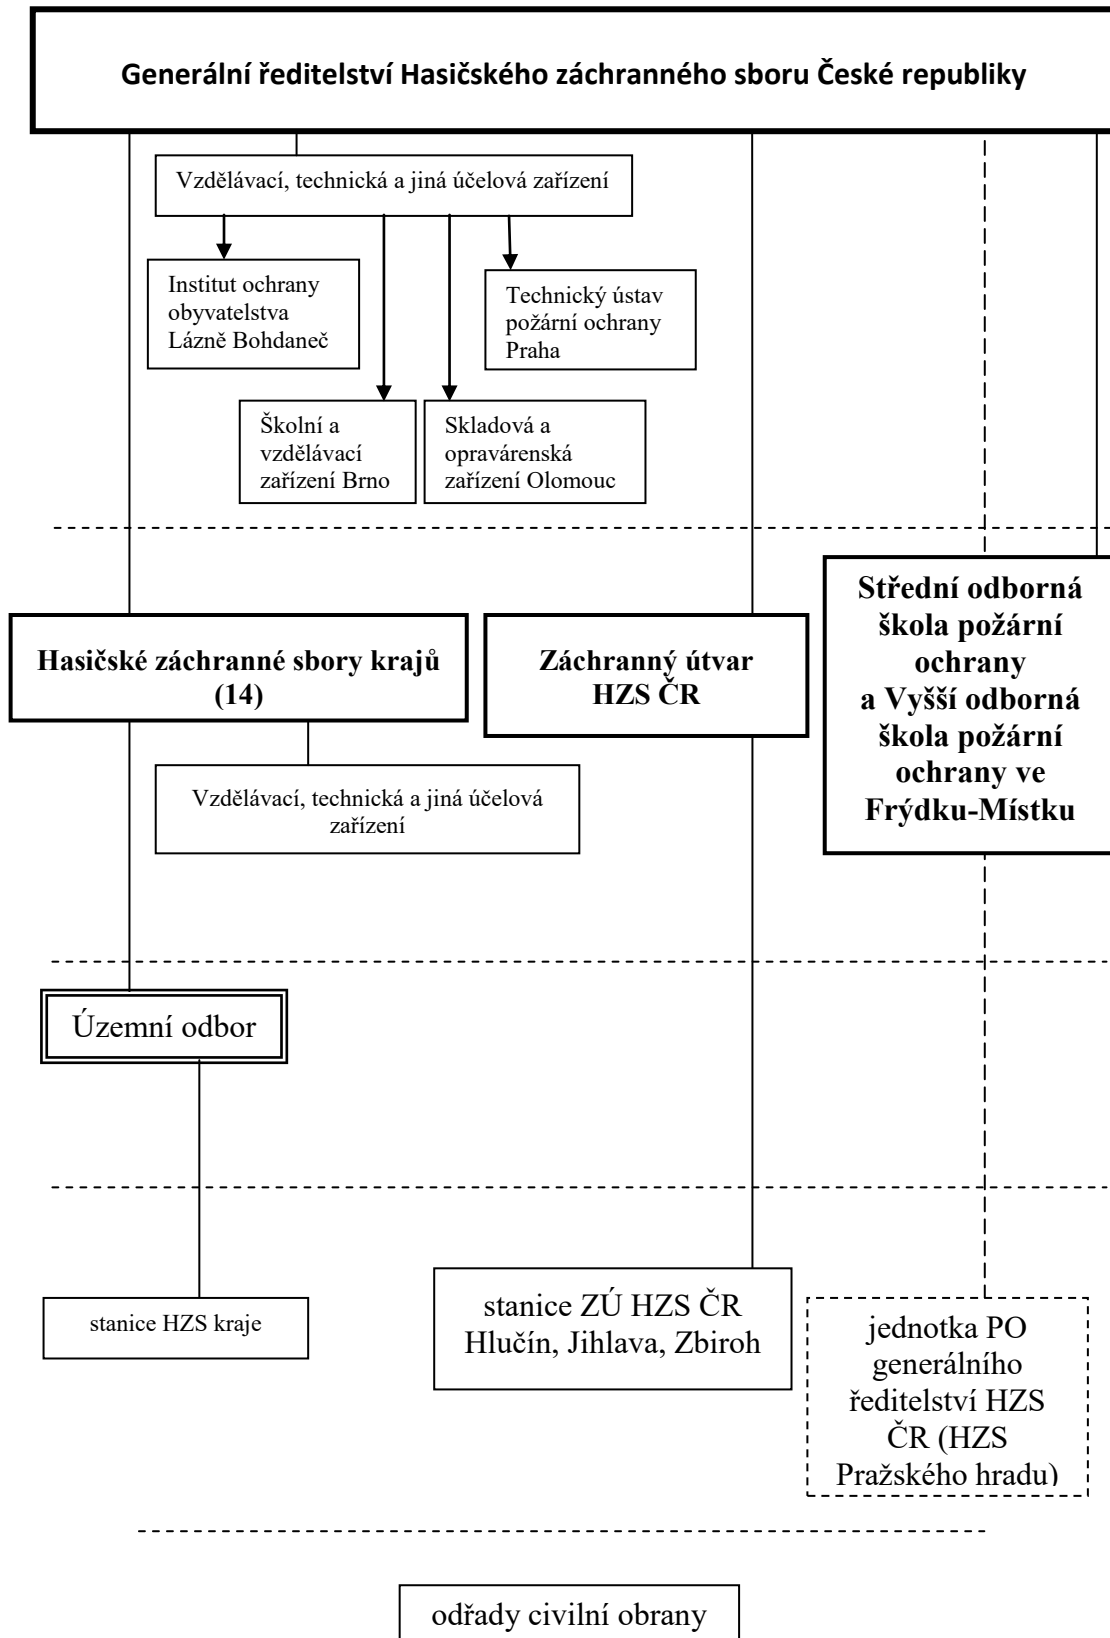 Generální ředitelství Hasičského záchranného sboru České republiky
Vzdělávací, technická a jiná účelová zařízení
Institut ochrany
obyvatelstva
Lázně Bohdaneč
Technický ústav
požární ochrany
Praha
Školní a
vzdělávací
zařízení Brno
Skladová a
opravárenská
zařízení Olomouc
Hasičské záchranné sbory krajů
(14)
Záchranný útvar
HZS ČR
Střední odborná
škola požární
ochrany
a Vyšší odborná
škola požární
ochrany ve
Frýdku-Místku
Vzdělávací, technická a jiná účelová
zařízení
Územní odbor
stanice HZS kraje
stanice ZÚ HZS ČR
Hlučín, Jihlava, Zbiroh
jednotka PO
generálního
ředitelství HZS
ČR (HZS
Pražského hradu)
odřady civilní obrany